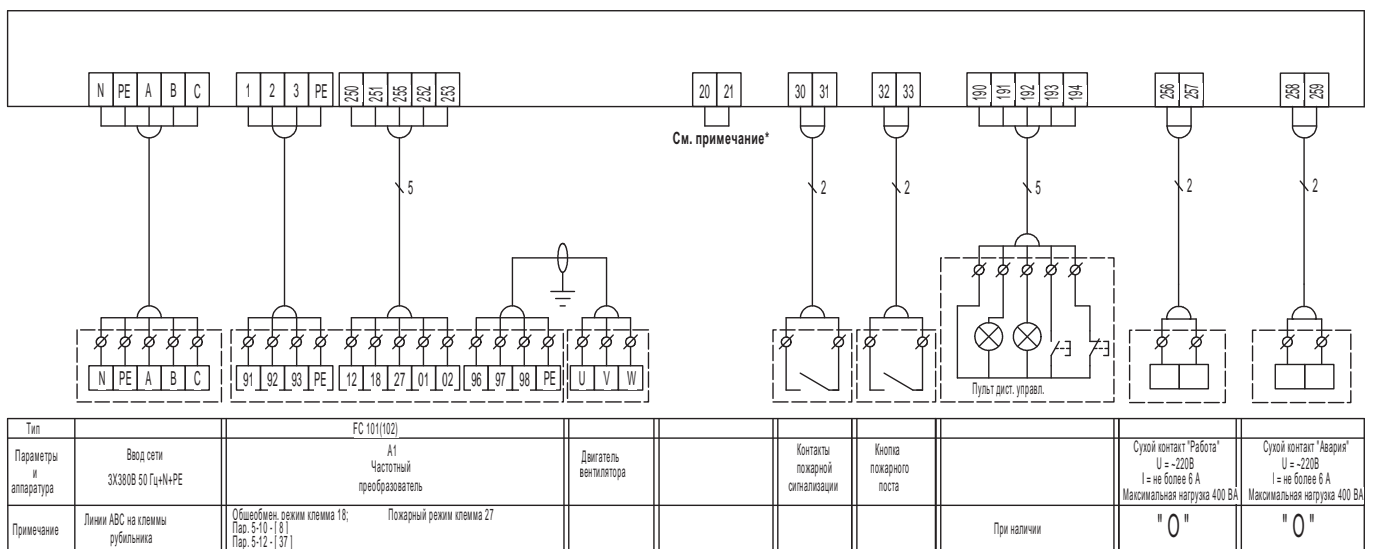 N PE A B C 1 2 3 PE 250 251 255 252 253 20 21 30 31 32 33 190 191 192 193 194 256 257 258 259
См. примечание*
5 2 2 5 2 2
N PE A B C 91 92 93 PE 12 18 27 01 02 96 97 98 PE U V W
Пульт дист. управл.
Тип FC 101(102)
Параметры
и
аппаратура
Ввод сети
3X380В 50 Гц+N+PE
A1
Частотный
преобразователь
Двигатель
вентилятора
Контакты
пожарной
сигнализации
Кнопка
пожарного
поста
Сухой контакт "Работа"
U = ~220В
I = не более 6 А
Максимальная нагрузка 400 ВА
Сухой контакт "Авария"
U = ~220В
I = не более 6 А
Максимальная нагрузка 400 ВА
Примечание
Линии АВС на клеммы
рубильника
Общеобмен. режим клемма 18;
Пар. 5-10 - [ 8 ]
Пар. 5-12 - [ 37 ]
Пожарный режим клемма 27
При наличии
" О "
" О "